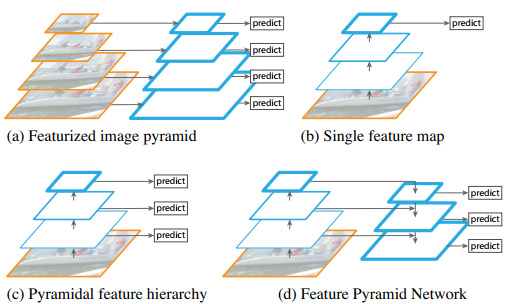 predict
predict
predict
predict
(a) Featurized image pyramid
predict
(b) Single feature map
predict
predict
predict
(c) Pyramidal feature hierarchy
predict
predict
predict
(d) Feature Pyramid Network